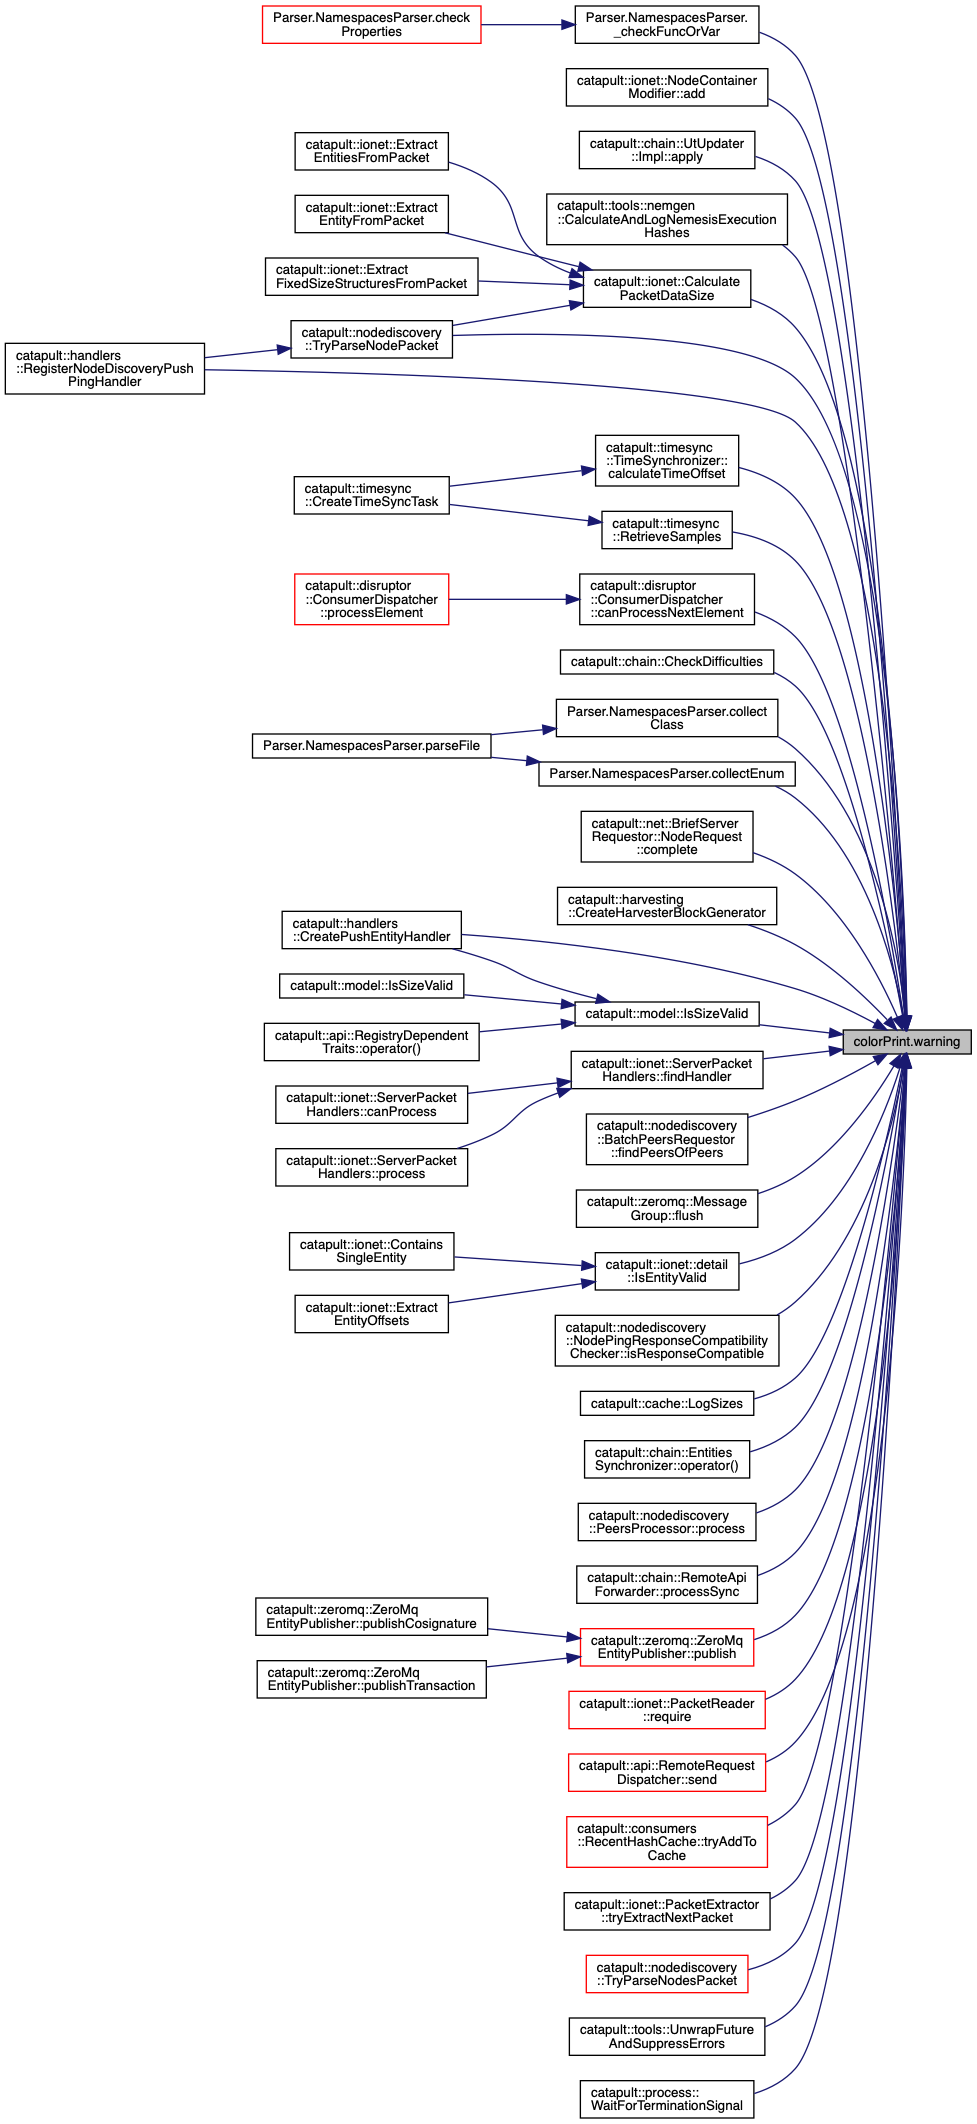 Parser.NamespacesParser.check
Properties
Parser.NamespacesParser.
_checkFuncOrVar
catapult::ionet::NodeContainer
Modifier::add
catapult::chain::UtUpdater
::Impl::apply
catapult::ionet::Extract
EntitiesFromPacket
catapult::tools::nemgen
::CalculateAndLogNemesisExecution
Hashes
catapult::ionet::Extract
EntityFromPacket
catapult::ionet::Extract
FixedSizeStructuresFromPacket
catapult::ionet::Calculate
PacketDataSize
catapult::nodediscovery
::TryParseNodePacket
catapult::handlers
::RegisterNodeDiscoveryPush
PingHandler
catapult::timesync
::TimeSynchronizer::
calculateTimeOffset
catapult::timesync
::CreateTimeSyncTask
catapult::timesync
::RetrieveSamples
catapult::disruptor
::ConsumerDispatcher
::processElement
catapult::disruptor
::ConsumerDispatcher
::canProcessNextElement
catapult::chain::CheckDifficulties
Parser.NamespacesParser.collect
Class
Parser.NamespacesParser.parseFile
Parser.NamespacesParser.collectEnum
catapult::net::BriefServer
Requestor::NodeRequest
::complete
catapult::harvesting
::CreateHarvesterBlockGenerator
catapult::handlers
::CreatePushEntityHandler
catapult::model::IsSizeValid
catapult::model::IsSizeValid
catapult::api::RegistryDependent
Traits::operator()
colorPrint.warning
catapult::ionet::ServerPacket
Handlers::findHandler
catapult::ionet::ServerPacket
Handlers::canProcess
catapult::nodediscovery
::BatchPeersRequestor
::findPeersOfPeers
catapult::ionet::ServerPacket
Handlers::process
catapult::zeromq::Message
Group::flush
catapult::ionet::Contains
SingleEntity
catapult::ionet::detail
::IsEntityValid
catapult::ionet::Extract
EntityOffsets
catapult::nodediscovery
::NodePingResponseCompatibility
Checker::isResponseCompatible
catapult::cache::LogSizes
catapult::chain::Entities
Synchronizer::operator()
catapult::nodediscovery
::PeersProcessor::process
catapult::chain::RemoteApi
Forwarder::processSync
catapult::zeromq::ZeroMq
EntityPublisher::publishCosignature
catapult::zeromq::ZeroMq
EntityPublisher::publish
catapult::zeromq::ZeroMq
EntityPublisher::publishTransaction
catapult::ionet::PacketReader
::require
catapult::api::RemoteRequest
Dispatcher::send
catapult::consumers
::RecentHashCache::tryAddTo
Cache
catapult::ionet::PacketExtractor
::tryExtractNextPacket
catapult::nodediscovery
::TryParseNodesPacket
catapult::tools::UnwrapFuture
AndSuppressErrors
catapult::process::
WaitForTerminationSignal